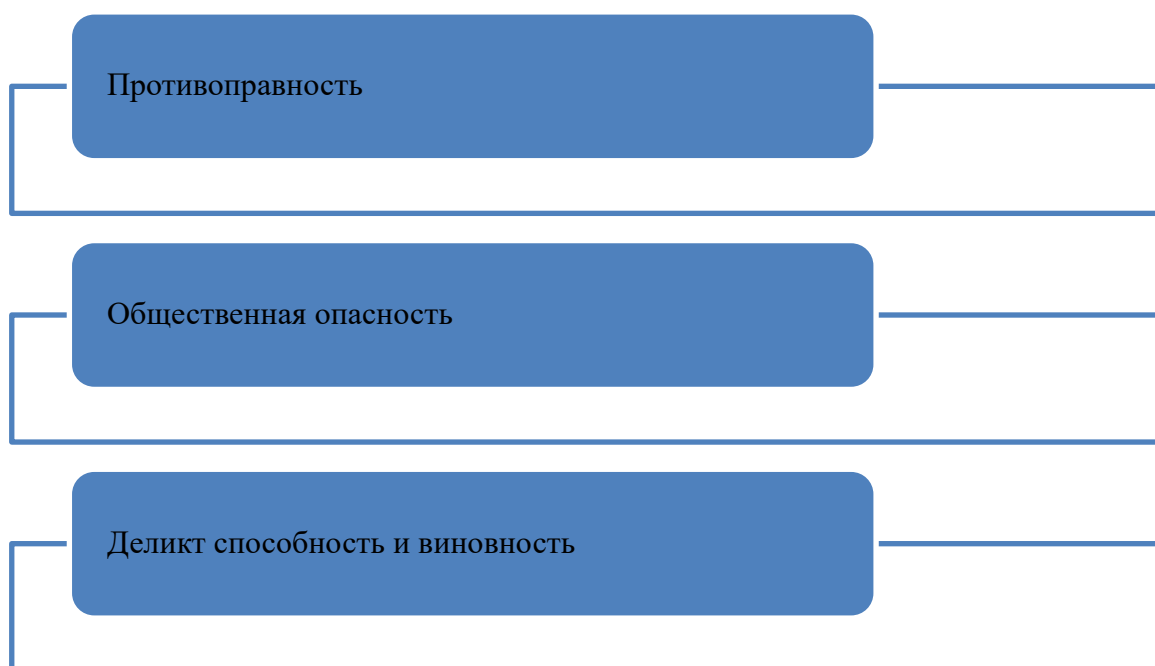 Противоправность
Общественная опасность
Деликт способность и виновность